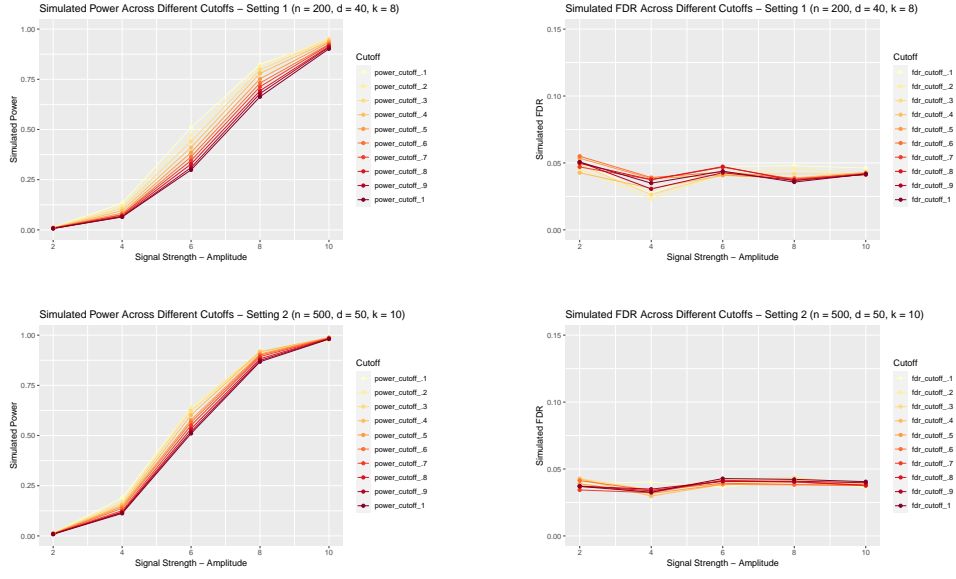 Simulated Power Across Different Cutoffs − Setting 1 (n = 200, d = 40, k = 8)
1.00
0.75
0.50
0.25
0.00
Simulated Power
2 4 6 8 10
Signal Strength − Amplitude
Cutoff
power_cutoff_.1
power_cutoff_.2
power_cutoff_.3
power_cutoff_.4
power_cutoff_.5
power_cutoff_.6
power_cutoff_.7
power_cutoff_.8
power_cutoff_.9
power_cutoff_1
Simulated FDR Across Different Cutoffs − Setting 1 (n = 200, d = 40, k = 8)
0.15
0.10
0.05
0.00
Simulated FDR
2 4 6 8 10
Signal Strength − Amplitude
Cutoff
fdr_cutoff_.1
fdr_cutoff_.2
fdr_cutoff_.3
fdr_cutoff_.4
fdr_cutoff_.5
fdr_cutoff_.6
fdr_cutoff_.7
fdr_cutoff_.8
fdr_cutoff_.9
fdr_cutoff_1
Simulated Power Across Different Cutoffs − Setting 2 (n = 500, d = 50, k = 10)
1.00
0.75
0.50
0.25
0.00
Simulated Power
2 4 6 8 10
Signal Strength − Amplitude
Cutoff
power_cutoff_.1
power_cutoff_.2
power_cutoff_.3
power_cutoff_.4
power_cutoff_.5
power_cutoff_.6
power_cutoff_.7
power_cutoff_.8
power_cutoff_.9
power_cutoff_1
Simulated FDR Across Different Cutoffs − Setting 2 (n = 500, d = 50, k = 10)
0.15
0.10
0.05
0.00
Simulated FDR
2 4 6 8 10
Signal Strength − Amplitude
Cutoff
fdr_cutoff_.1
fdr_cutoff_.2
fdr_cutoff_.3
fdr_cutoff_.4
fdr_cutoff_.5
fdr_cutoff_.6
fdr_cutoff_.7
fdr_cutoff_.8
fdr_cutoff_.9
fdr_cutoff_1